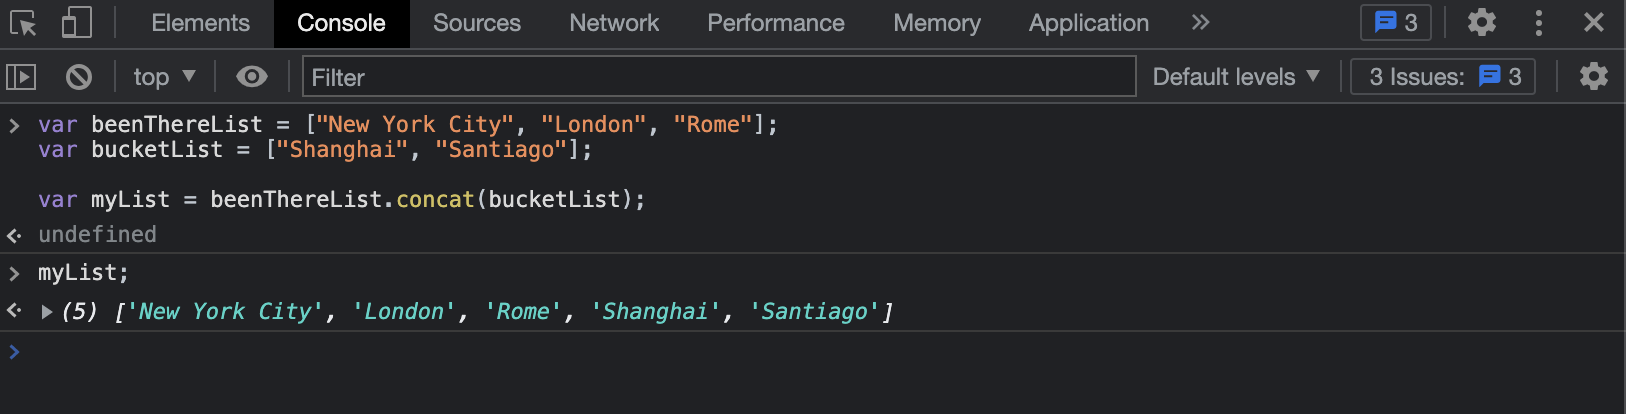 Elements Console Sources Network Performance Memory Application » 3
top ▼ Filter Default levels ▼ 3 Issues: 3
> var beenThereList = ["New York City", "London", "Rome"];
var bucketList = ["Shanghai", "Santiago"];
var myList = beenThereList.concat(bucketList);
undefined
> myList;
(5) ['New York City', 'London', 'Rome', 'Shanghai', 'Santiago']
>